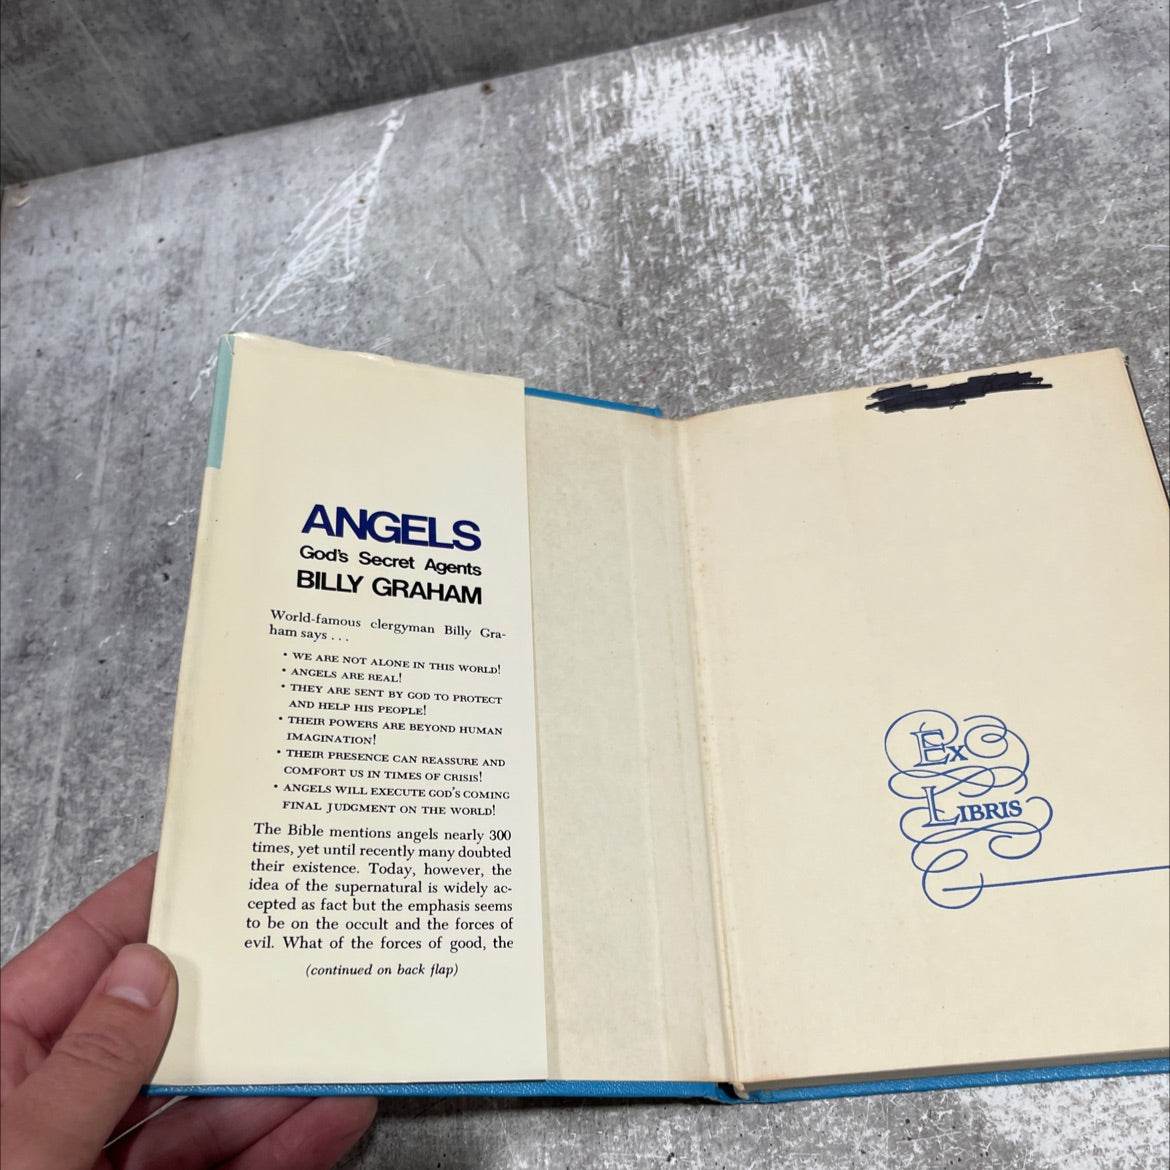 ANGELS
God's Secret Agents
BILLY GRAHAM
World-famous clergyman Billy Gra-
ham says . . .
• WE ARE NOT ALONE IN THIS WORLD!
• ANGELS ARE REAL!
• THEY ARE SENT BY GOD TO PROTECT
AND HELP HIS PEOPLE!
• THEIR POWERS ARE BEYOND HUMAN
IMAGINATION!
• THEIR PRESENCE CAN REASSURE AND
COMFORT US IN TIMES OF CRISIS!
• ANGELS WILL EXECUTE GOD'S COMING
FINAL JUDGMENT ON THE WORLD!
The Bible mentions angels nearly 300
times, yet until recently many doubted
their existence. Today, however, the
idea of the supernatural is widely ac-
cepted as fact but the emphasis seems
to be on the occult and the forces of
evil. What of the forces of good, the
(continued on back flap)
EX
LIBRIS